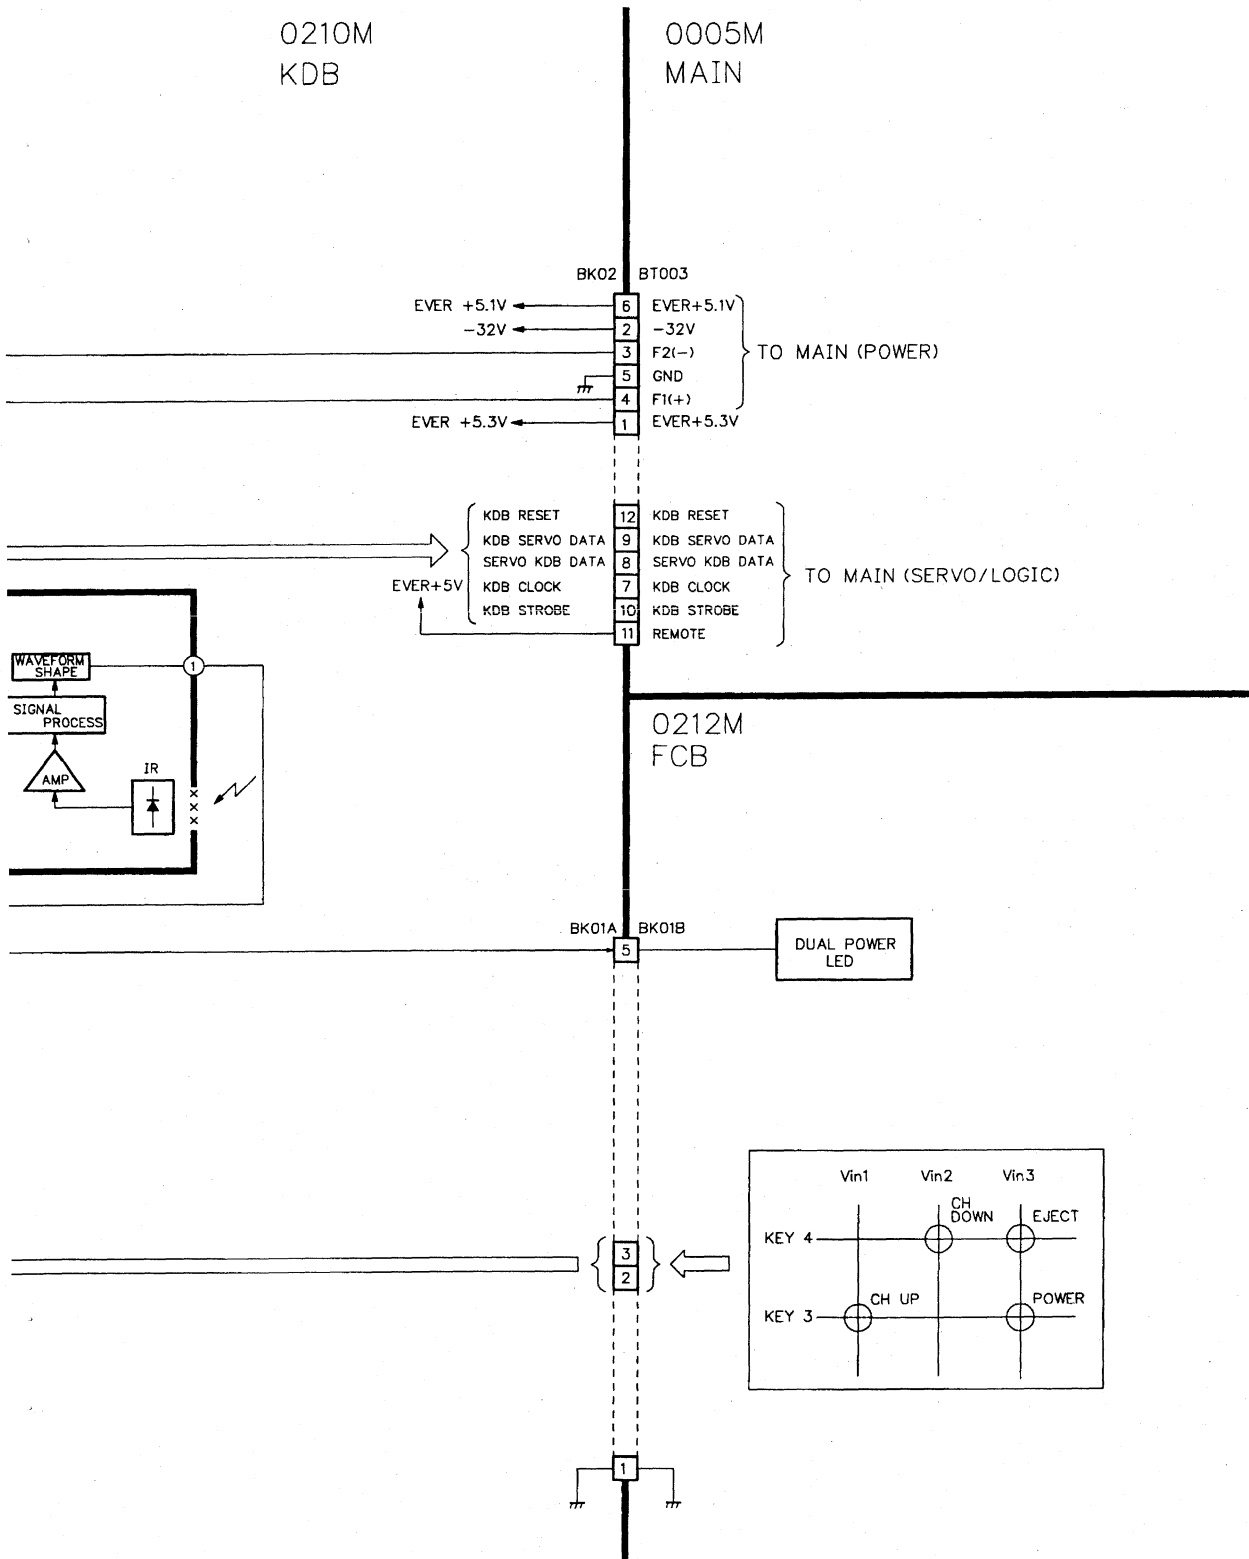 0210M
KDB
0005M
MAIN
BK02 BT003
EVER +5.1V 6 EVER+5.1V
-32V 2 -32V
3 F2(-)
TO MAIN (POWER)
5 GND
4 F1(+)
EVER +5.3V 1 EVER+5.3V
KDB RESET 12 KDB RESET
KDB SERVO DATA 9 KDB SERVO DATA
SERVO KDB DATA 8 SERVO KDB DATA
TO MAIN (SERVO/LOGIC)
EVER+5V KDB CLOCK 7 KDB CLOCK
KDB STROBE 10 KDB STROBE
11 REMOTE
WAVEFORM
SHAPE
1
SIGNAL
PROCESS
AMP
IR
0212M
FCB
BK01A BK01B
5
DUAL POWER
LED
Vin1 Vin2 Vin3
CH
DOWN
EJECT
KEY 4
3
2
CH UP
POWER
KEY 3
1